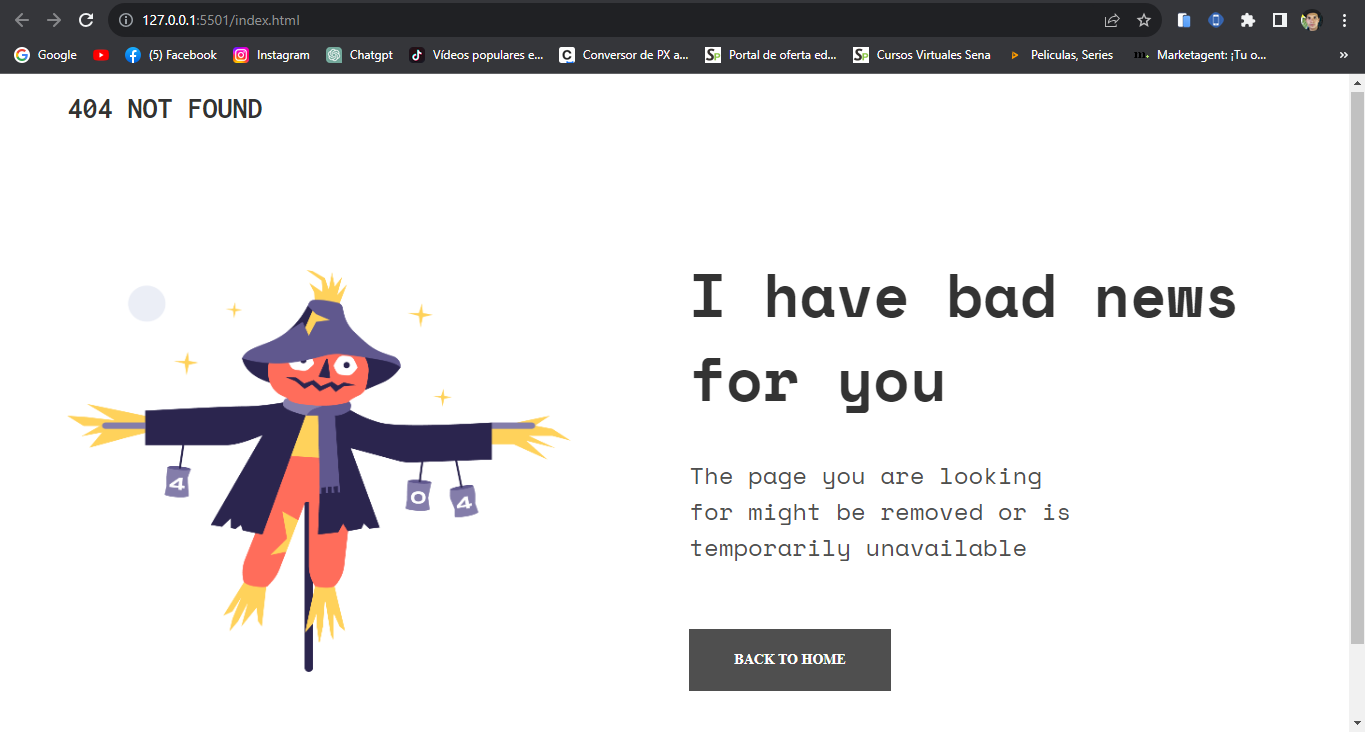 127.0.0.1:5501/index.html
Google
(5) Facebook
Instagram
Chatgpt
Vídeos populares e...
Conversor de PX a...
Portal de oferta ed...
Cursos Virtuales Sena
Peliculas, Series
Marketagent: ¡Tu o...
»
404 NOT FOUND
I have bad news
for you
The page you are looking
for might be removed or is
temporarily unavailable
BACK TO HOME
4
0
4